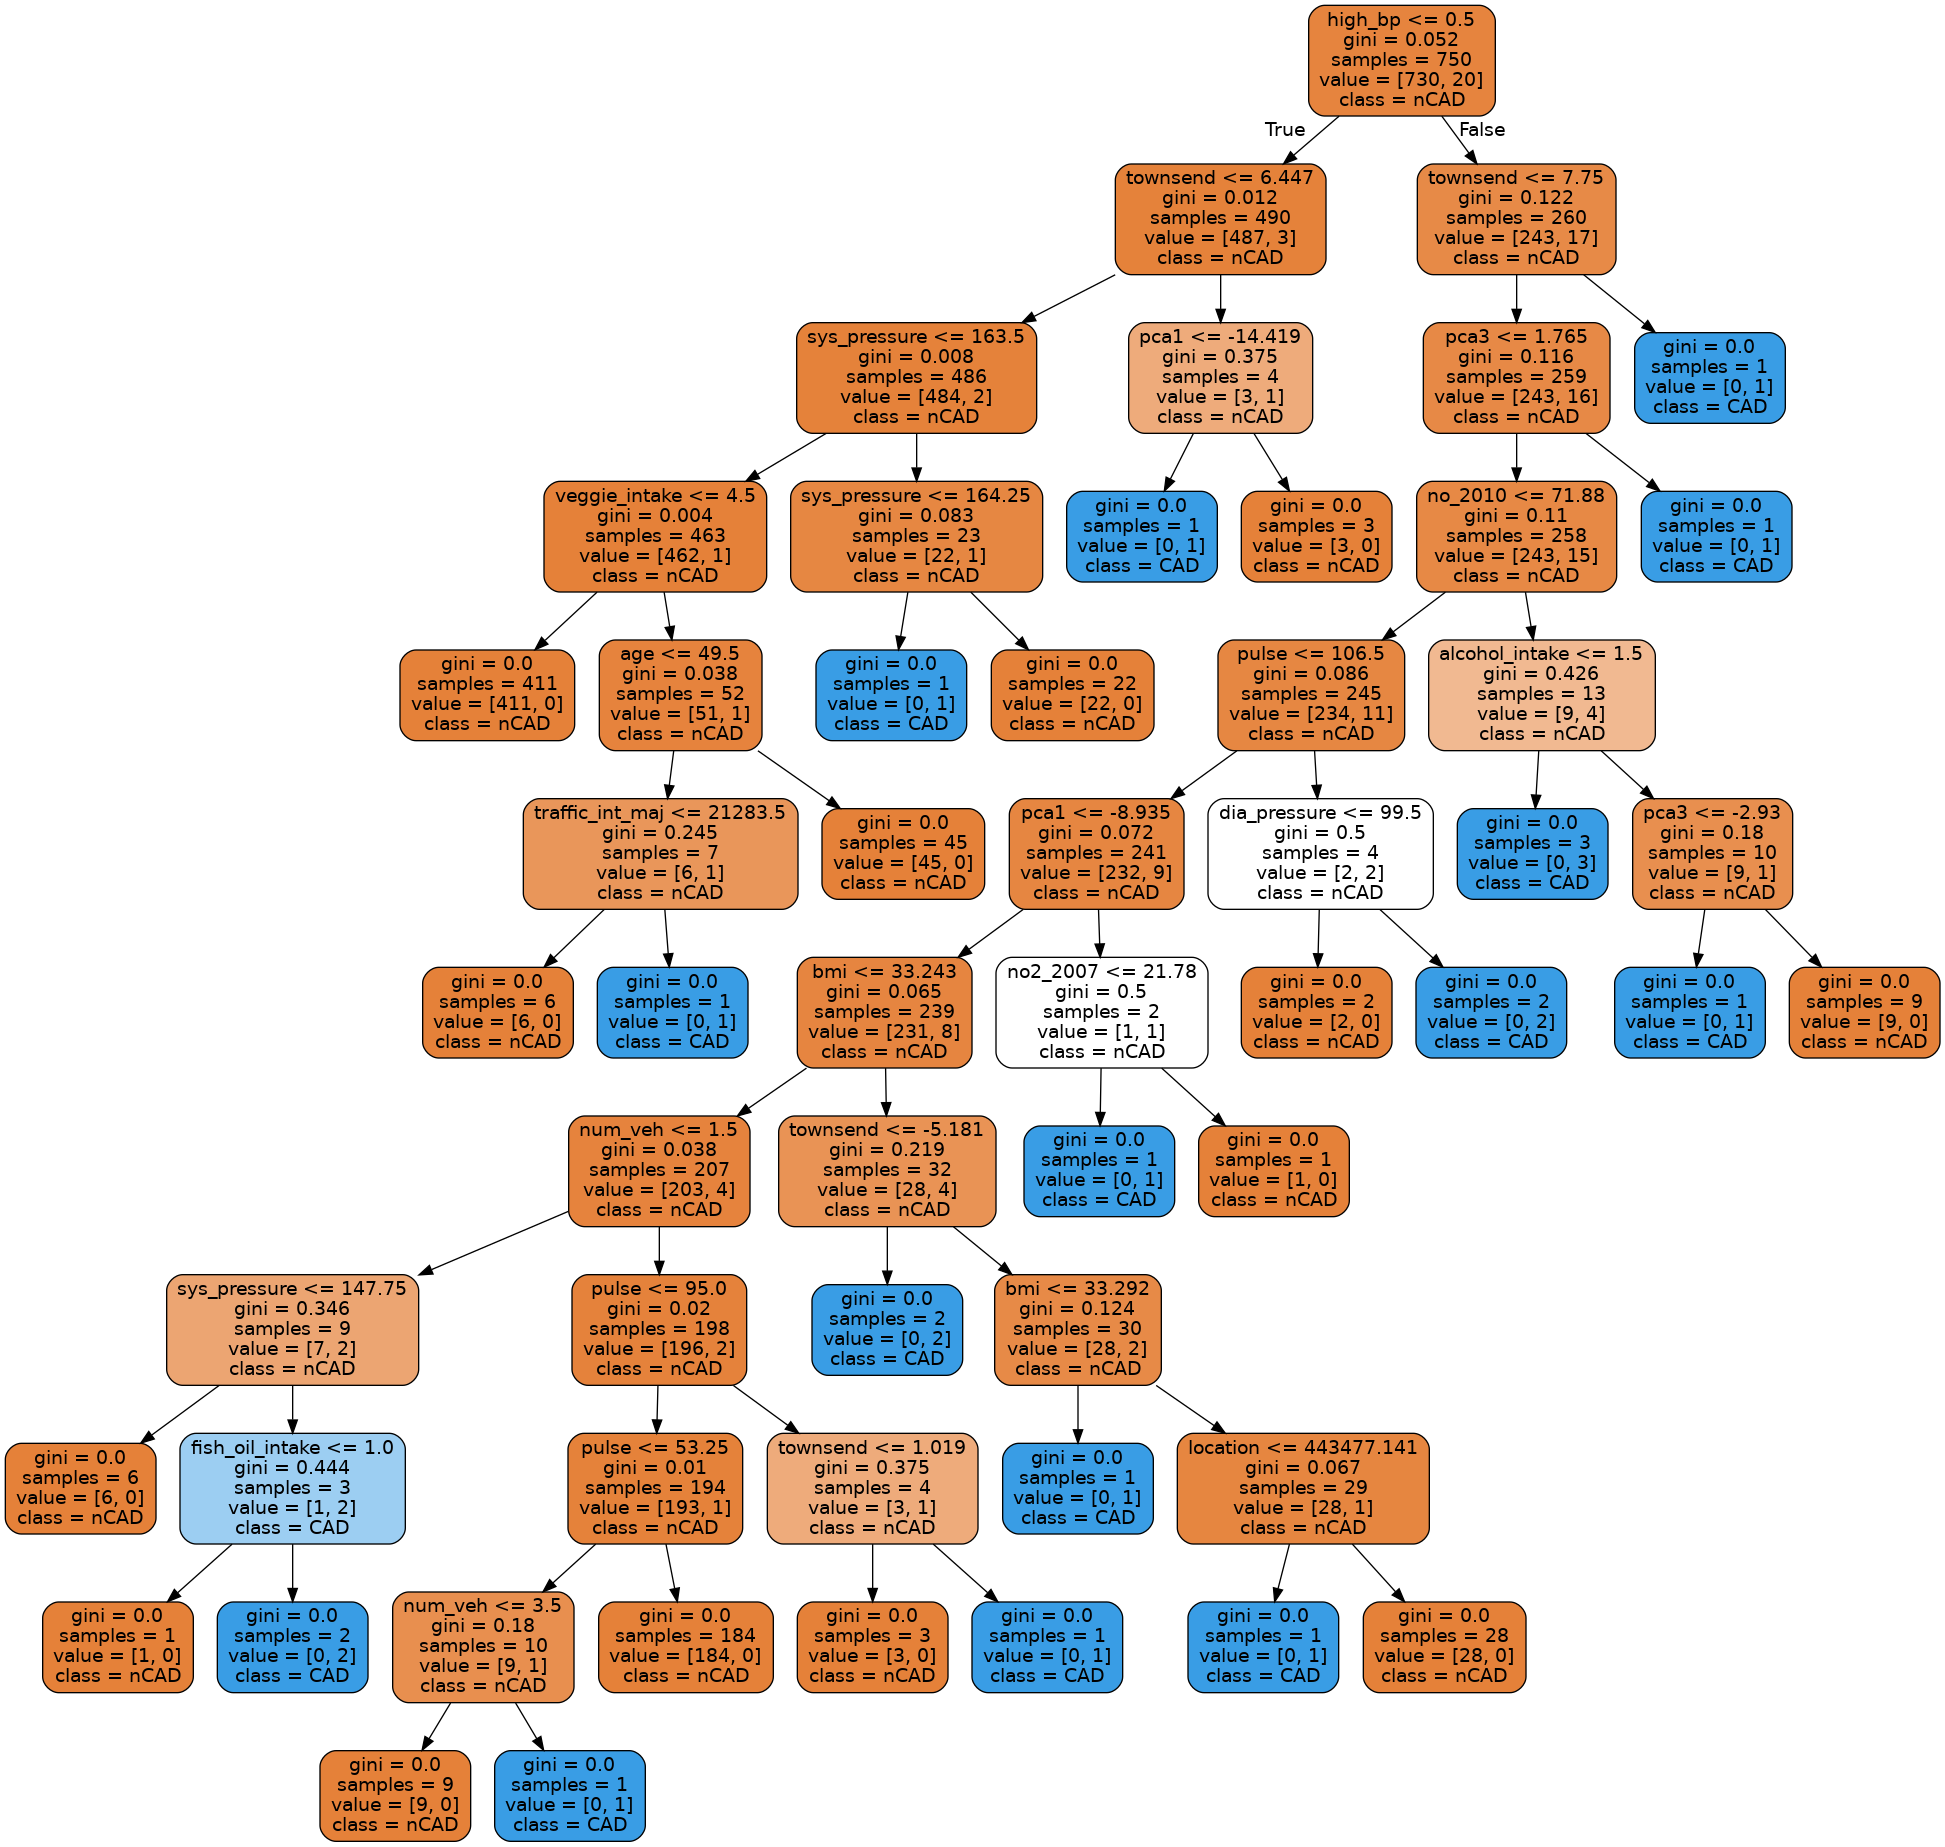 high_bp <= 0.5
gini = 0.052
samples = 750
value = [730, 20]
class = nCAD
True
False
townsend <= 6.447
gini = 0.012
samples = 490
value = [487, 3]
class = nCAD
townsend <= 7.75
gini = 0.122
samples = 260
value = [243, 17]
class = nCAD
sys_pressure <= 163.5
gini = 0.008
samples = 486
value = [484, 2]
class = nCAD
pca1 <= -14.419
gini = 0.375
samples = 4
value = [3, 1]
class = nCAD
pca3 <= 1.765
gini = 0.116
samples = 259
value = [243, 16]
class = nCAD
gini = 0.0
samples = 1
value = [0, 1]
class = CAD
veggie_intake <= 4.5
gini = 0.004
samples = 463
value = [462, 1]
class = nCAD
sys_pressure <= 164.25
gini = 0.083
samples = 23
value = [22, 1]
class = nCAD
gini = 0.0
samples = 1
value = [0, 1]
class = CAD
gini = 0.0
samples = 3
value = [3, 0]
class = nCAD
no_2010 <= 71.88
gini = 0.11
samples = 258
value = [243, 15]
class = nCAD
gini = 0.0
samples = 1
value = [0, 1]
class = CAD
gini = 0.0
samples = 411
value = [411, 0]
class = nCAD
age <= 49.5
gini = 0.038
samples = 52
value = [51, 1]
class = nCAD
gini = 0.0
samples = 1
value = [0, 1]
class = CAD
gini = 0.0
samples = 22
value = [22, 0]
class = nCAD
pulse <= 106.5
gini = 0.086
samples = 245
value = [234, 11]
class = nCAD
alcohol_intake <= 1.5
gini = 0.426
samples = 13
value = [9, 4]
class = nCAD
traffic_int_maj <= 21283.5
gini = 0.245
samples = 7
value = [6, 1]
class = nCAD
gini = 0.0
samples = 45
value = [45, 0]
class = nCAD
pca1 <= -8.935
gini = 0.072
samples = 241
value = [232, 9]
class = nCAD
dia_pressure <= 99.5
gini = 0.5
samples = 4
value = [2, 2]
class = nCAD
gini = 0.0
samples = 3
value = [0, 3]
class = CAD
pca3 <= -2.93
gini = 0.18
samples = 10
value = [9, 1]
class = nCAD
gini = 0.0
samples = 6
value = [6, 0]
class = nCAD
gini = 0.0
samples = 1
value = [0, 1]
class = CAD
bmi <= 33.243
gini = 0.065
samples = 239
value = [231, 8]
class = nCAD
no2_2007 <= 21.78
gini = 0.5
samples = 2
value = [1, 1]
class = nCAD
gini = 0.0
samples = 2
value = [2, 0]
class = nCAD
gini = 0.0
samples = 2
value = [0, 2]
class = CAD
gini = 0.0
samples = 1
value = [0, 1]
class = CAD
gini = 0.0
samples = 9
value = [9, 0]
class = nCAD
num_veh <= 1.5
gini = 0.038
samples = 207
value = [203, 4]
class = nCAD
townsend <= -5.181
gini = 0.219
samples = 32
value = [28, 4]
class = nCAD
gini = 0.0
samples = 1
value = [0, 1]
class = CAD
gini = 0.0
samples = 1
value = [1, 0]
class = nCAD
sys_pressure <= 147.75
gini = 0.346
samples = 9
value = [7, 2]
class = nCAD
pulse <= 95.0
gini = 0.02
samples = 198
value = [196, 2]
class = nCAD
gini = 0.0
samples = 2
value = [0, 2]
class = CAD
bmi <= 33.292
gini = 0.124
samples = 30
value = [28, 2]
class = nCAD
gini = 0.0
samples = 6
value = [6, 0]
class = nCAD
fish_oil_intake <= 1.0
gini = 0.444
samples = 3
value = [1, 2]
class = CAD
pulse <= 53.25
gini = 0.01
samples = 194
value = [193, 1]
class = nCAD
townsend <= 1.019
gini = 0.375
samples = 4
value = [3, 1]
class = nCAD
gini = 0.0
samples = 1
value = [0, 1]
class = CAD
location <= 443477.141
gini = 0.067
samples = 29
value = [28, 1]
class = nCAD
gini = 0.0
samples = 1
value = [1, 0]
class = nCAD
gini = 0.0
samples = 2
value = [0, 2]
class = CAD
num_veh <= 3.5
gini = 0.18
samples = 10
value = [9, 1]
class = nCAD
gini = 0.0
samples = 184
value = [184, 0]
class = nCAD
gini = 0.0
samples = 3
value = [3, 0]
class = nCAD
gini = 0.0
samples = 1
value = [0, 1]
class = CAD
gini = 0.0
samples = 1
value = [0, 1]
class = CAD
gini = 0.0
samples = 28
value = [28, 0]
class = nCAD
gini = 0.0
samples = 9
value = [9, 0]
class = nCAD
gini = 0.0
samples = 1
value = [0, 1]
class = CAD